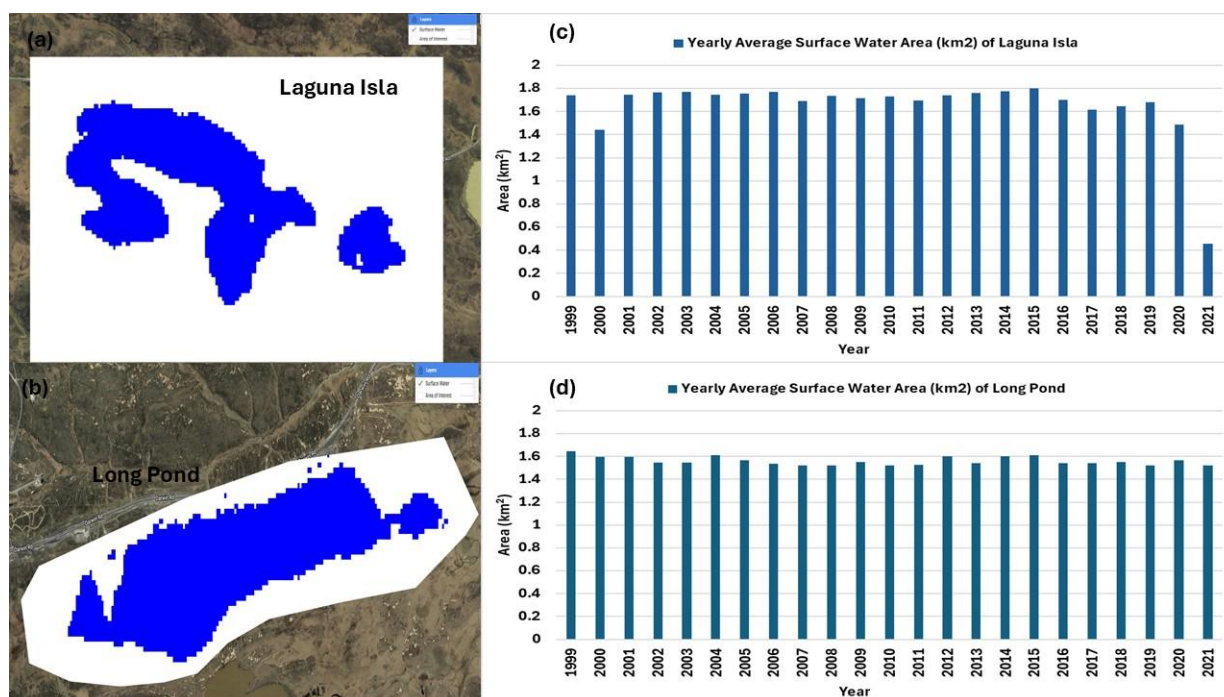 (a)
Layers
Surface Water
Area of Interest
Laguna Isla
(b)
Layers
Surface Water
Area of Interest
Long Pond
(c)
Yearly Average Surface Water Area (km2) of Laguna Isla
2
1.8
1.6
1.4
1.2
1
0.8
0.6
0.4
0.2
0
Area (km²)
1999 2000 2001 2002 2003 2004 2005 2006 2007 2008 2009 2010 2011 2012 2013 2014 2015 2016 2017 2018 2019 2020 2021
Year
(d)
Yearly Average Surface Water Area (km2) of Long Pond
2
1.8
1.6
1.4
1.2
1
0.8
0.6
0.4
0.2
0
Area (km²)
1999 2000 2001 2002 2003 2004 2005 2006 2007 2008 2009 2010 2011 2012 2013 2014 2015 2016 2017 2018 2019 2020 2021
Year